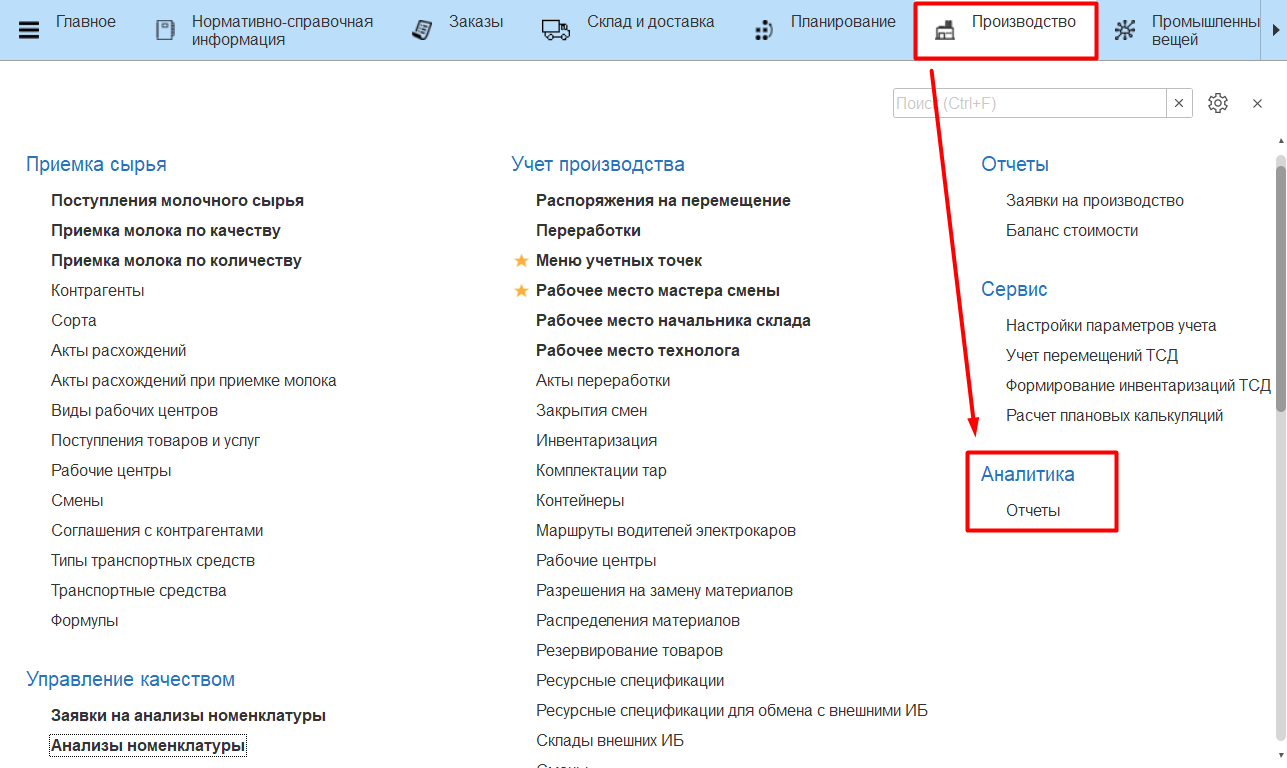 Главное
Нормативно-справочная
информация
Заказы
Склад и доставка
Планирование
Производство
Промышленны
вещей
Поиск (Ctrl+F)
Приемка сырья
Поступления молочного сырья
Приемка молока по качеству
Приемка молока по количеству
Контрагенты
Сорта
Акты расхождений
Акты расхождений при приемке молока
Виды рабочих центров
Поступления товаров и услуг
Рабочие центры
Смены
Соглашения с контрагентами
Типы транспортных средств
Транспортные средства
Формулы
Управление качеством
Заявки на анализы номенклатуры
Анализы номенклатуры
Учет производства
Распоряжения на перемещение
Переработки
Меню учетных точек
Рабочее место мастера смены
Рабочее место начальника склада
Рабочее место технолога
Акты переработки
Закрытия смен
Инвентаризация
Комплектации тар
Контейнеры
Маршруты водителей электрокаров
Рабочие центры
Разрешения на замену материалов
Распределения материалов
Резервирование товаров
Ресурсные спецификации
Ресурсные спецификации для обмена с внешними ИБ
Склады внешних ИБ
Отчеты
Заявки на производство
Баланс стоимости
Сервис
Настройки параметров учета
Учет перемещений ТСД
Формирование инвентаризаций ТСД
Расчет плановых калькуляций
Аналитика
Отчеты